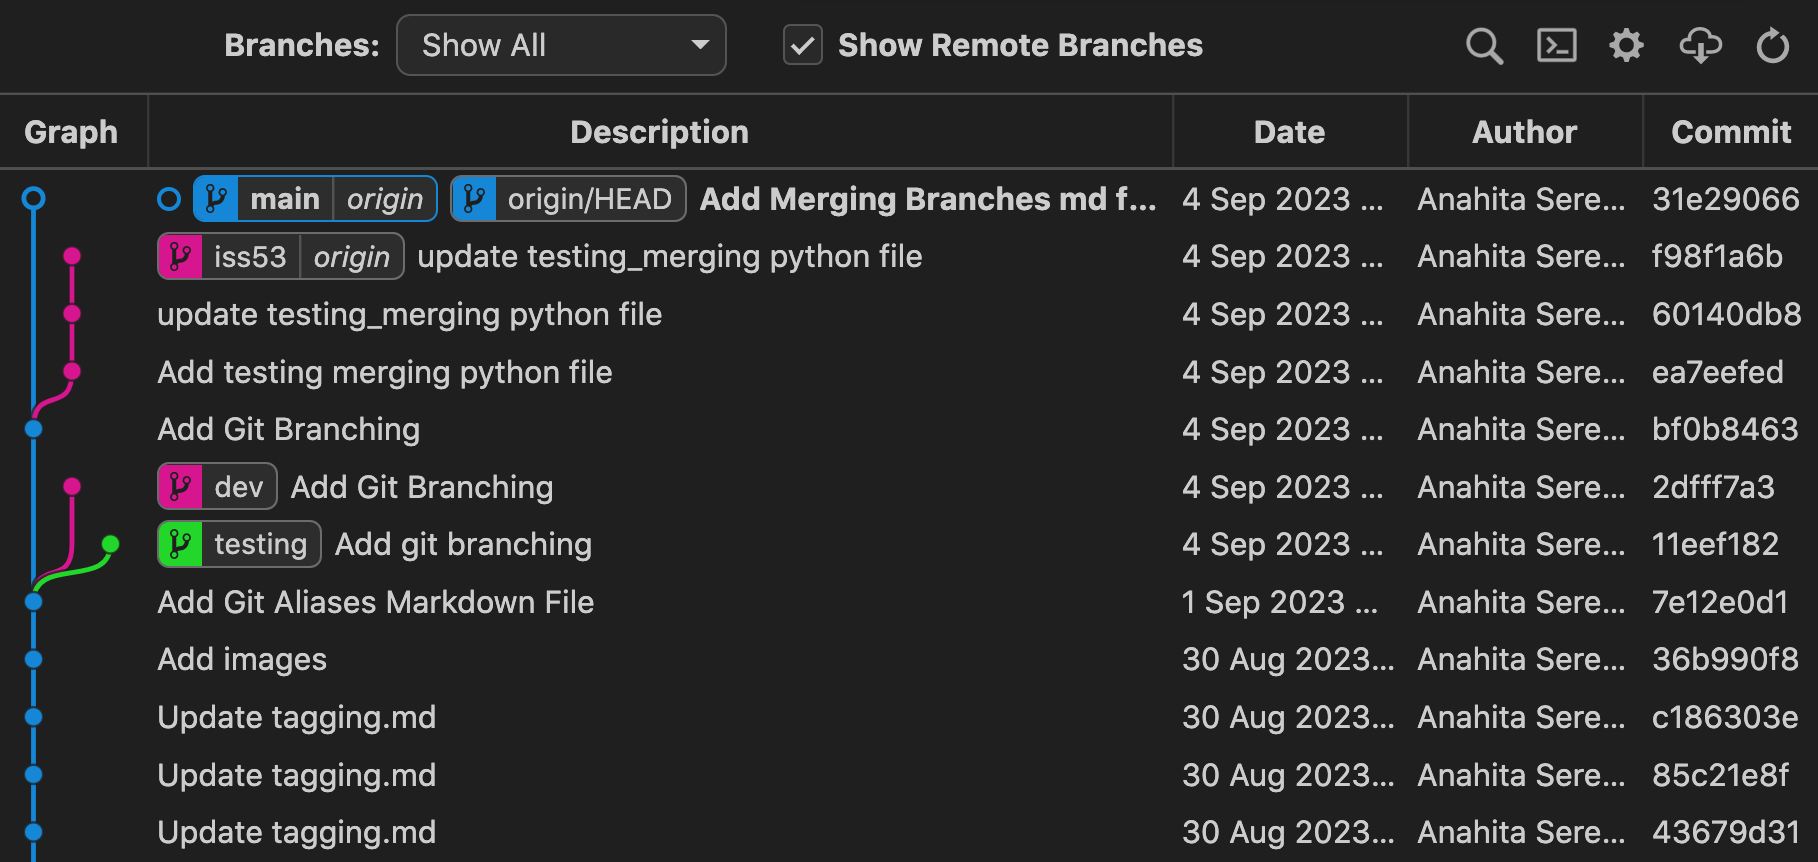 Branches: Show All Show Remote Branches
Graph Description Date Author Commit
main origin origin/HEAD Add Merging Branches md f... 4 Sep 2023 ... Anahita Sere... 31e29066
iss53 origin update testing_merging python file 4 Sep 2023 ... Anahita Sere... f98f1a6b
update testing_merging python file 4 Sep 2023 ... Anahita Sere... 60140db8
Add testing merging python file 4 Sep 2023 ... Anahita Sere... ea7eefed
Add Git Branching 4 Sep 2023 ... Anahita Sere... bf0b8463
dev Add Git Branching 4 Sep 2023 ... Anahita Sere... 2dfff7a3
testing Add git branching 4 Sep 2023 ... Anahita Sere... 11eef182
Add Git Aliases Markdown File 1 Sep 2023 ... Anahita Sere... 7e12e0d1
Add images 30 Aug 2023... Anahita Sere... 36b990f8
Update tagging.md 30 Aug 2023... Anahita Sere... c186303e
Update tagging.md 30 Aug 2023... Anahita Sere... 85c21e8f
Update tagging.md 30 Aug 2023... Anahita Sere... 43679d31